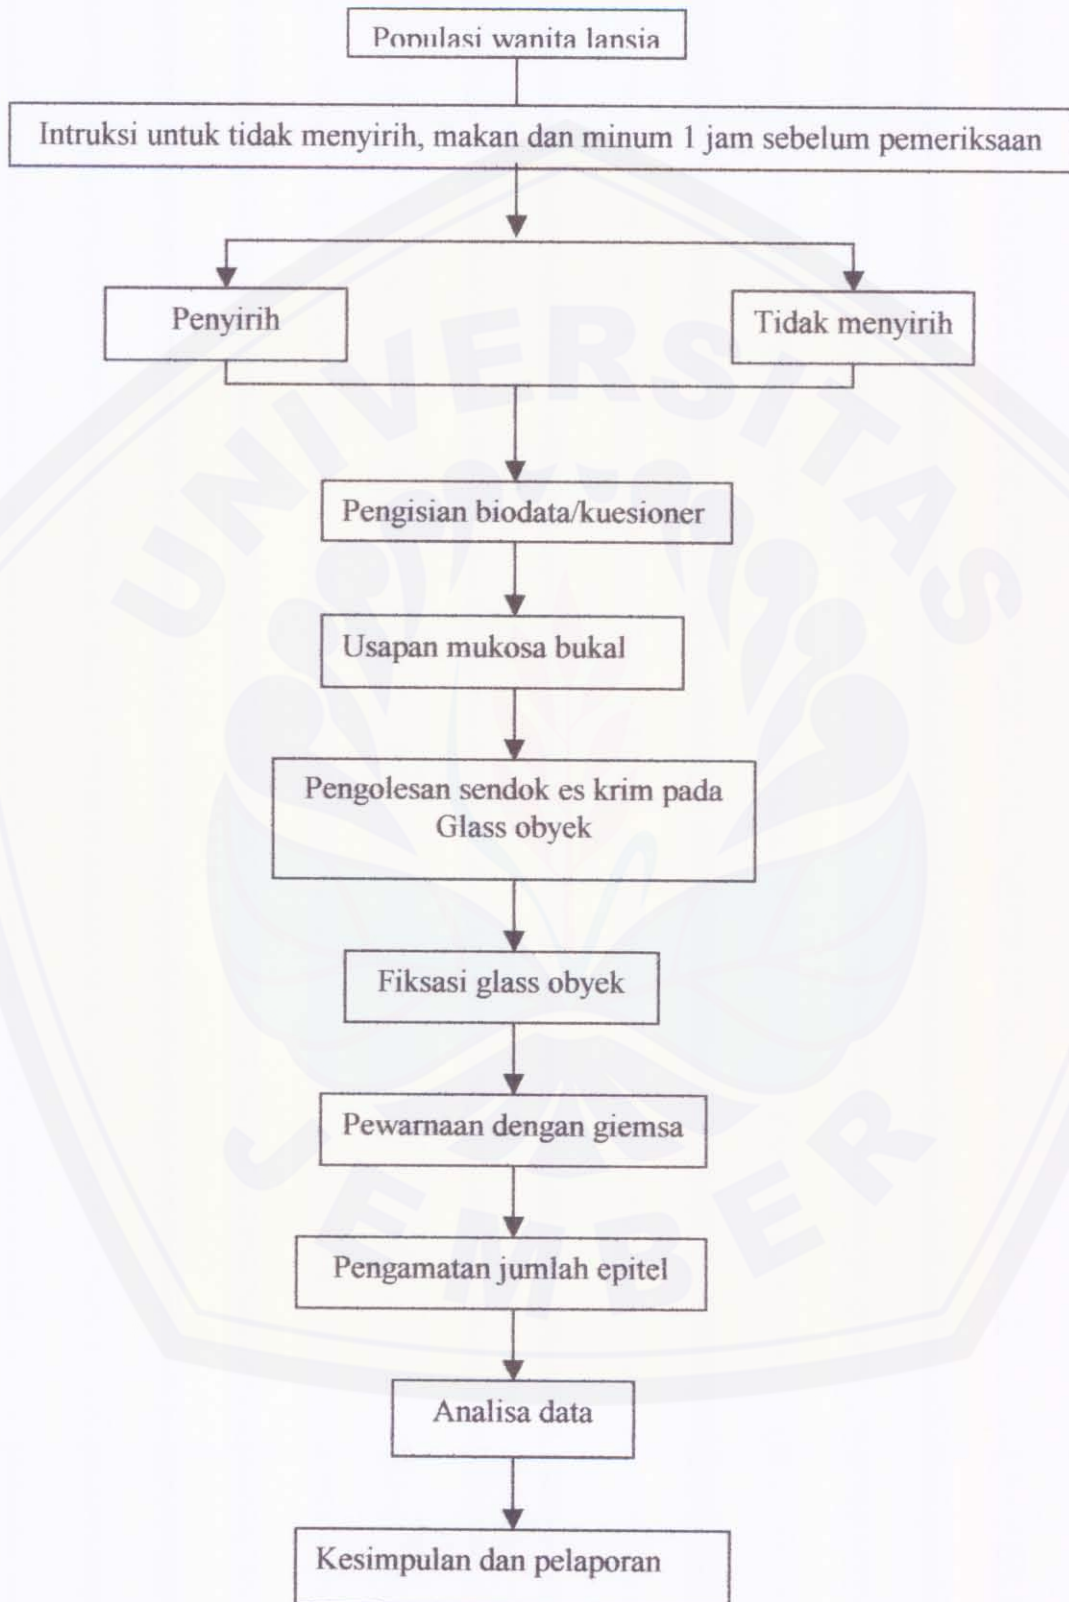 Populasi wanita lansia
Intruksi untuk tidak menyirih, makan dan minum 1 jam sebelum pemeriksaan
Penyirih
Tidak menyirih
Pengisian biodata/kuesioner
Usapan mukosa bukal
Pengolesan sendok es krim pada
Glass obyek
Fiksasi glass obyek
Pewarnaan dengan giemsa
Pengamatan jumlah epitel
Analisa data
Kesimpulan dan pelaporan
UNIVERSITAS
JEMBER